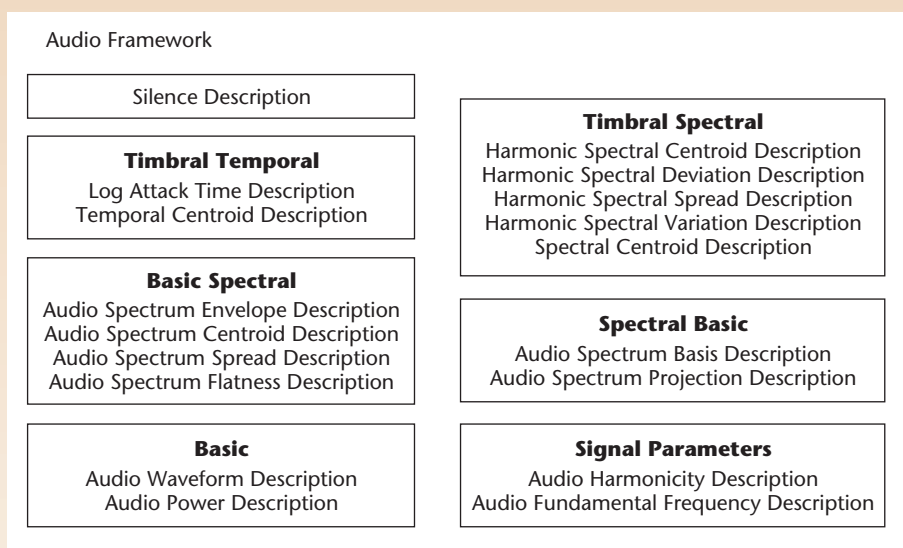 Audio Framework
Silence Description
Timbral Temporal
Log Attack Time Description
Temporal Centroid Description
Basic Spectral
Audio Spectrum Envelope Description
Audio Spectrum Centroid Description
Audio Spectrum Spread Description
Audio Spectrum Flatness Description
Basic
Audio Waveform Description
Audio Power Description
Timbral Spectral
Harmonic Spectral Centroid Description
Harmonic Spectral Deviation Description
Harmonic Spectral Spread Description
Harmonic Spectral Variation Description
Spectral Centroid Description
Spectral Basic
Audio Spectrum Basis Description
Audio Spectrum Projection Description
Signal Parameters
Audio Harmonicity Description
Audio Fundamental Frequency Description